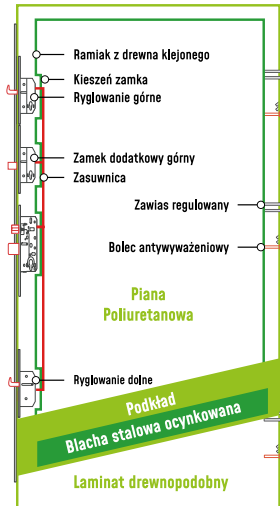 Ramiak z drewna klejonego
Kieszeń zamka
Ryglowanie górne
Zamek dodatkowy górny
Zasuwnica
Zawias regulowany
Bolec antywyważeniowy
Piana
Poliuretanowa
Ryglowanie dolne
Podkład
Blacha stalowa ocynkowana
Laminat drewnopodobny